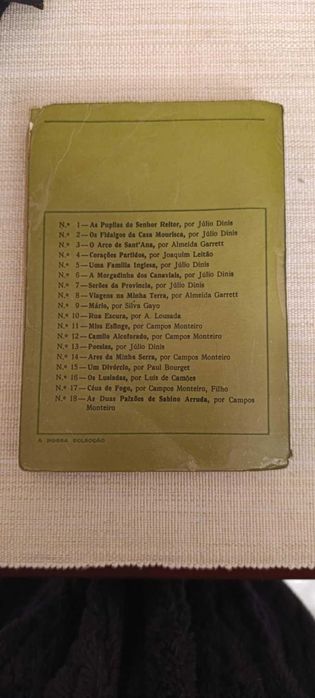 N.º 1 — As Pupilas do Senhor Reitor, por Júlio Dinis
N.º 2 — Os Fidalgos da Casa Mourisca, por Júlio Dinis
N.º 3 — O Arco de Sant'Ana, por Almeida Garrett
N.º 4 — Corações Partidos, por Joaquim Leitão
N.º 5 — Uma Família Inglesa, por Júlio Dinis
N.º 6 — A Morgadinha dos Canaviais, por Júlio Dinis
N.º 7 — Serões da Província, por Júlio Dinis
N.º 8 — Viagens na Minha Terra, por Almeida Garrett
N.º 9 — Mário, por Silva Gayo
N.º 10 — Rua Escura, por A. Lousada
N.º 11 — Miss Esfinge, por Campos Monteiro
N.º 12 — Camilo Alcoforado, por Campos Monteiro
N.º 13 — Poesias, por Júlio Dinis
N.º 14 — Ares da Minha Serra, por Campos Monteiro
N.º 15 — Um Divórcio, por Paul Bourget
N.º 16 — Os Lusíadas, por Luís de Camões
N.º 17 — Céus de Fogo, por Campos Monteiro, Filho
N.º 18 — As Duas Paixões de Sabino Arruda, por Campos
Monteiro
A NOSSA COLECÇÃO